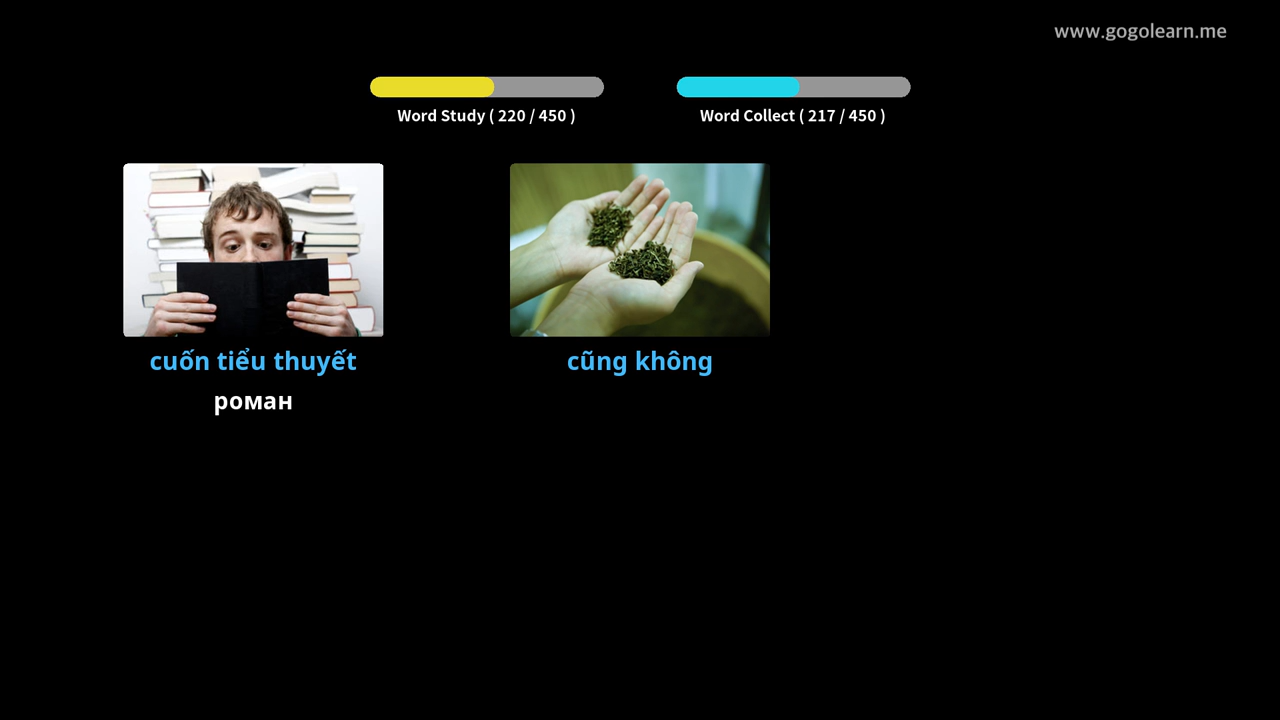 www.gogolearn.me
Word Study ( 220 / 450 )
Word Collect ( 217 / 450 )
cuốn tiểu thuyết
роман
cũng không